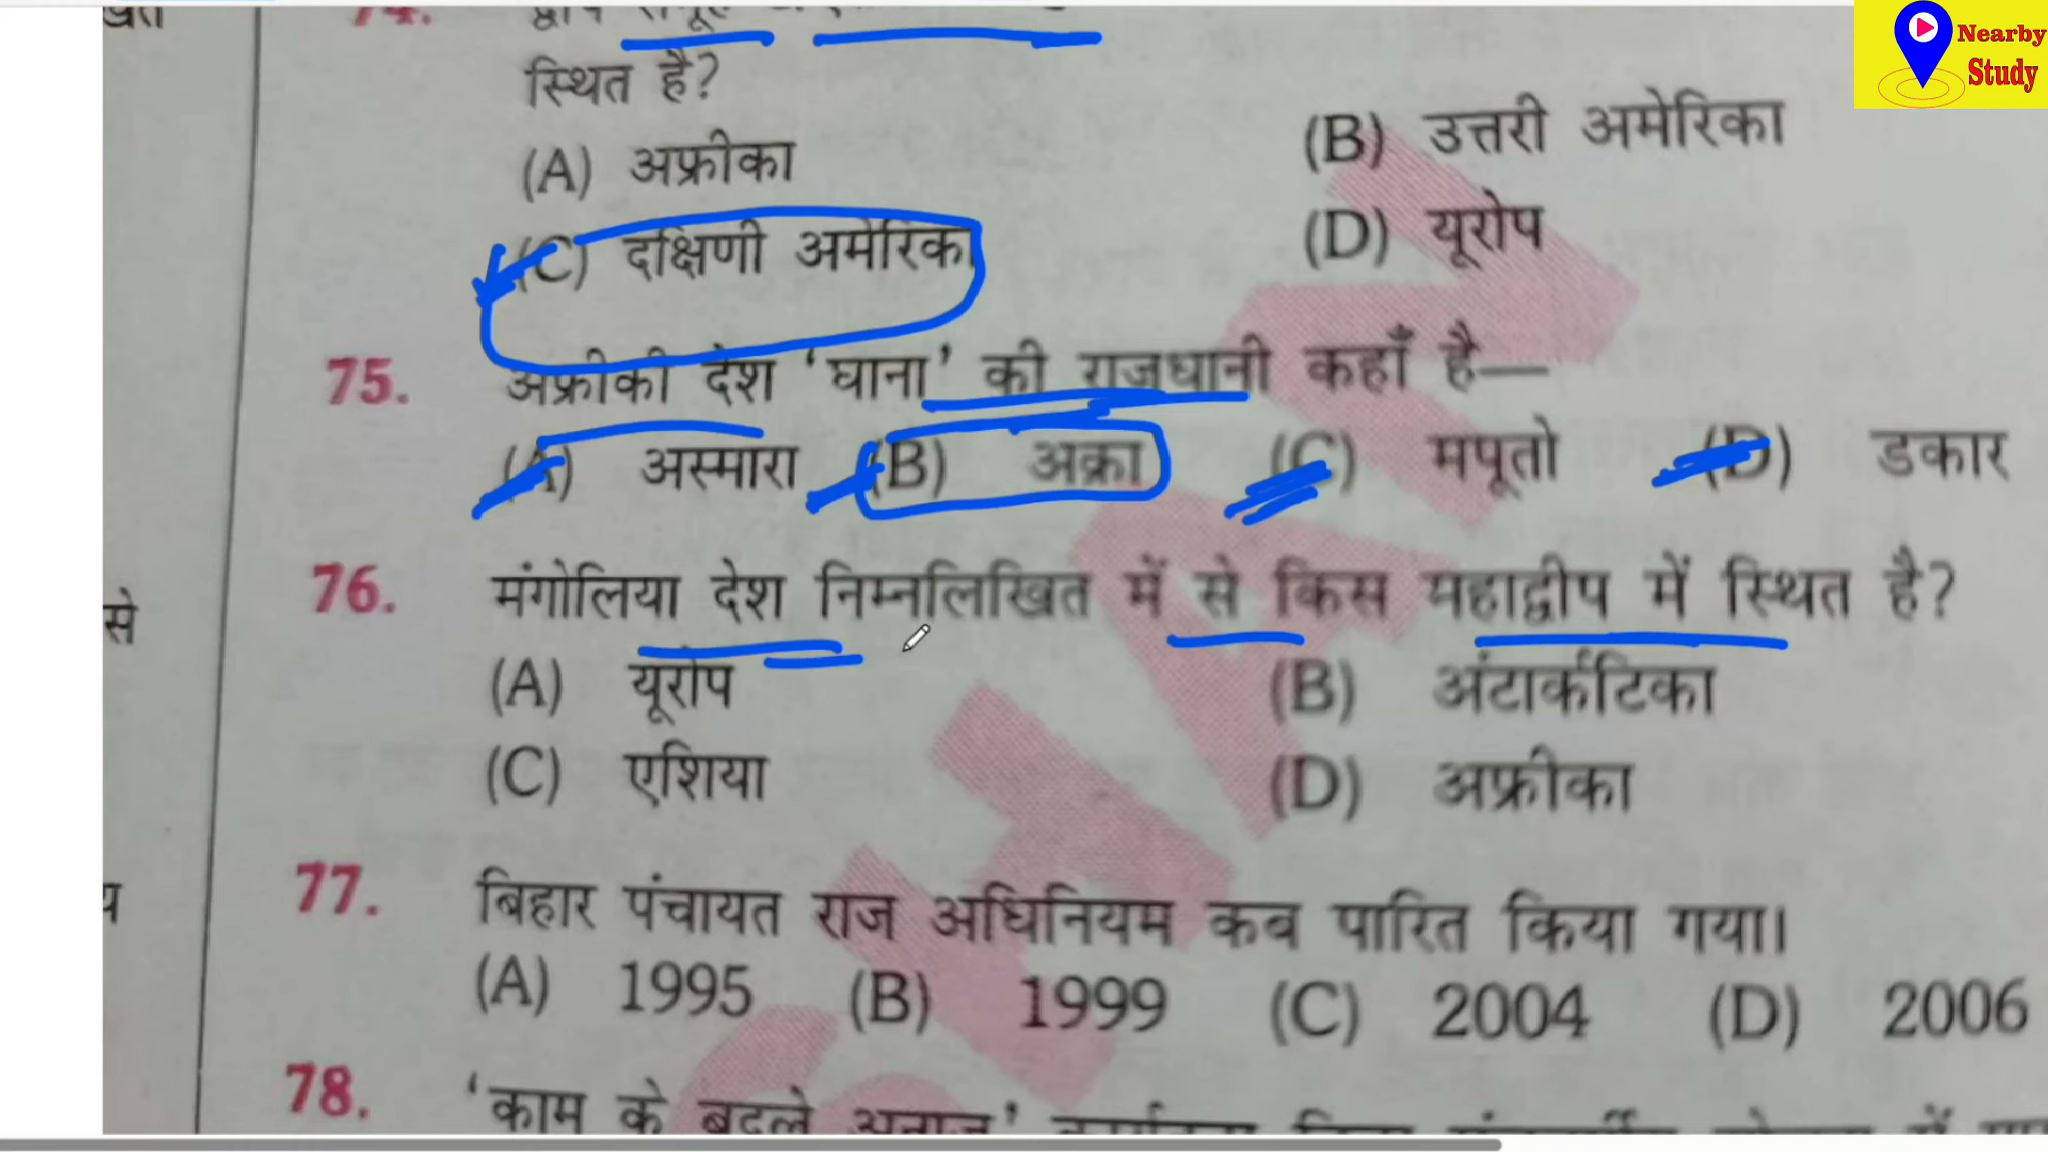 Nearby
Study
74.
स्थित है?
(A) अफ्रीका (B) उत्तरी अमेरिका
(C) दक्षिणी अमेरिका (D) यूरोप
75. अफ्रीकी देश ‘घाना’ की राजधानी कहाँ है—
(A) अस्मारा (B) अक्रा (C) मपूतो (D) डकार
76. मंगोलिया देश निम्नलिखित में से किस महाद्वीप में स्थित है?
(A) यूरोप (B) अंटार्कटिका
(C) एशिया (D) अफ्रीका
77. बिहार पंचायत राज अधिनियम कब पारित किया गया।
(A) 1995 (B) 1999 (C) 2004 (D) 2006
78. ‘काम के बदले अनाज’
से